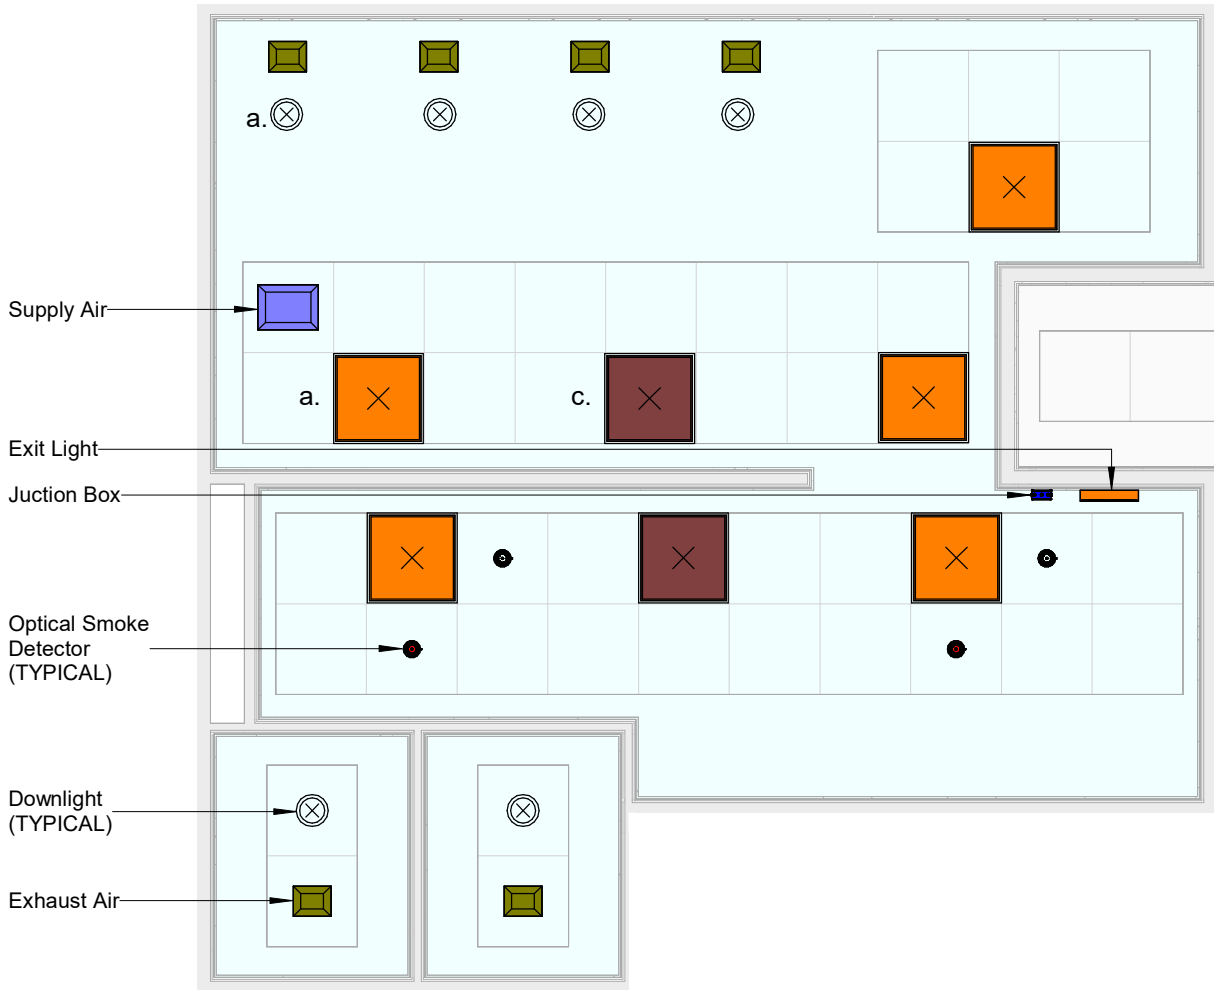 a.
Supply Air
a.
c.
Exit Light
Juction Box
Optical Smoke
Detector
(TYPICAL)
Downlight
(TYPICAL)
Exhaust Air